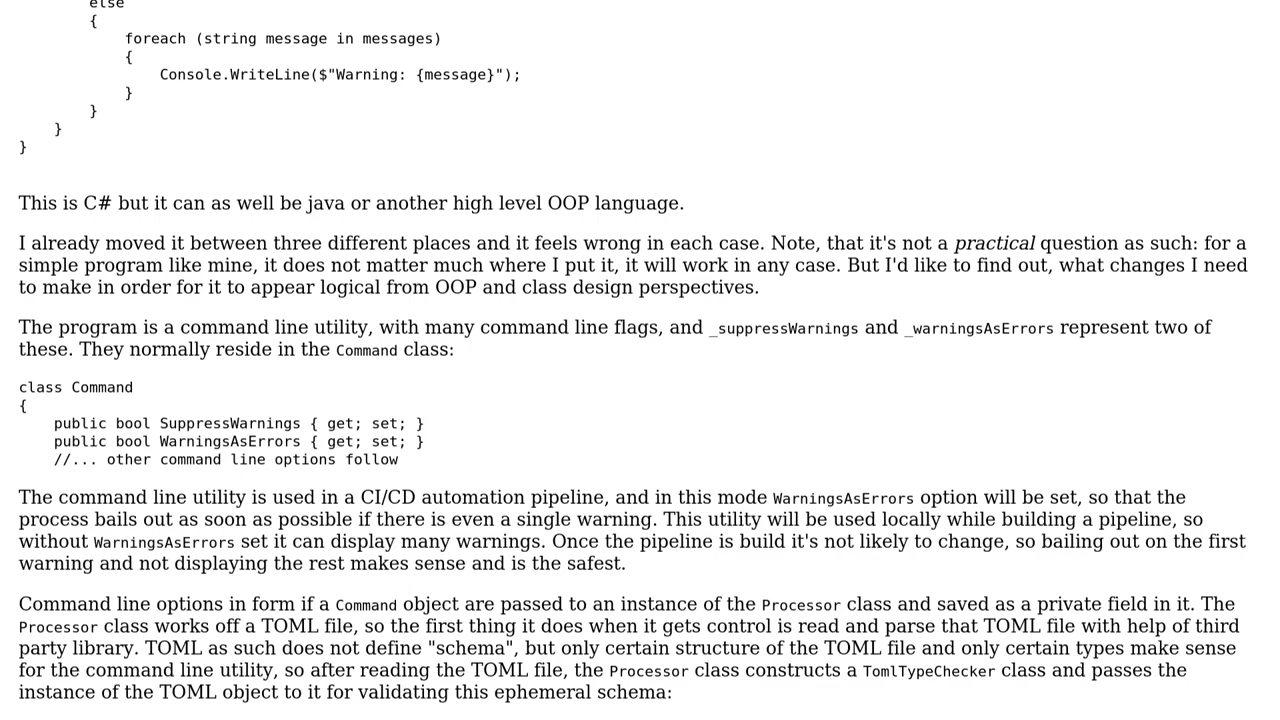 else
{
foreach (string message in messages)
{
Console.WriteLine($"Warning: {message}");
}
}
}
}
This is C# but it can as well be java or another high level OOP language.
I already moved it between three different places and it feels wrong in each case. Note, that it's not a practical question as such: for a
simple program like mine, it does not matter much where I put it, it will work in any case. But I'd like to find out, what changes I need
to make in order for it to appear logical from OOP and class design perspectives.
The program is a command line utility, with many command line flags, and _suppressWarnings and _warningsAsErrors represent two of
these. They normally reside in the Command class:
class Command
{
public bool SuppressWarnings { get; set; }
public bool WarningsAsErrors { get; set; }
//... other command line options follow
The command line utility is used in a CI/CD automation pipeline, and in this mode WarningsAsErrors option will be set, so that the
process bails out as soon as possible if there is even a single warning. This utility will be used locally while building a pipeline, so
without WarningsAsErrors set it can display many warnings. Once the pipeline is build it's not likely to change, so bailing out on the first
warning and not displaying the rest makes sense and is the safest.
Command line options in form if a Command object are passed to an instance of the Processor class and saved as a private field in it. The
Processor class works off a TOML file, so the first thing it does when it gets control is read and parse that TOML file with help of third
party library. TOML as such does not define "schema", but only certain structure of the TOML file and only certain types make sense
for the command line utility, so after reading the TOML file, the Processor class constructs a TomlTypeChecker class and passes the
instance of the TOML object to it for validating this ephemeral schema: